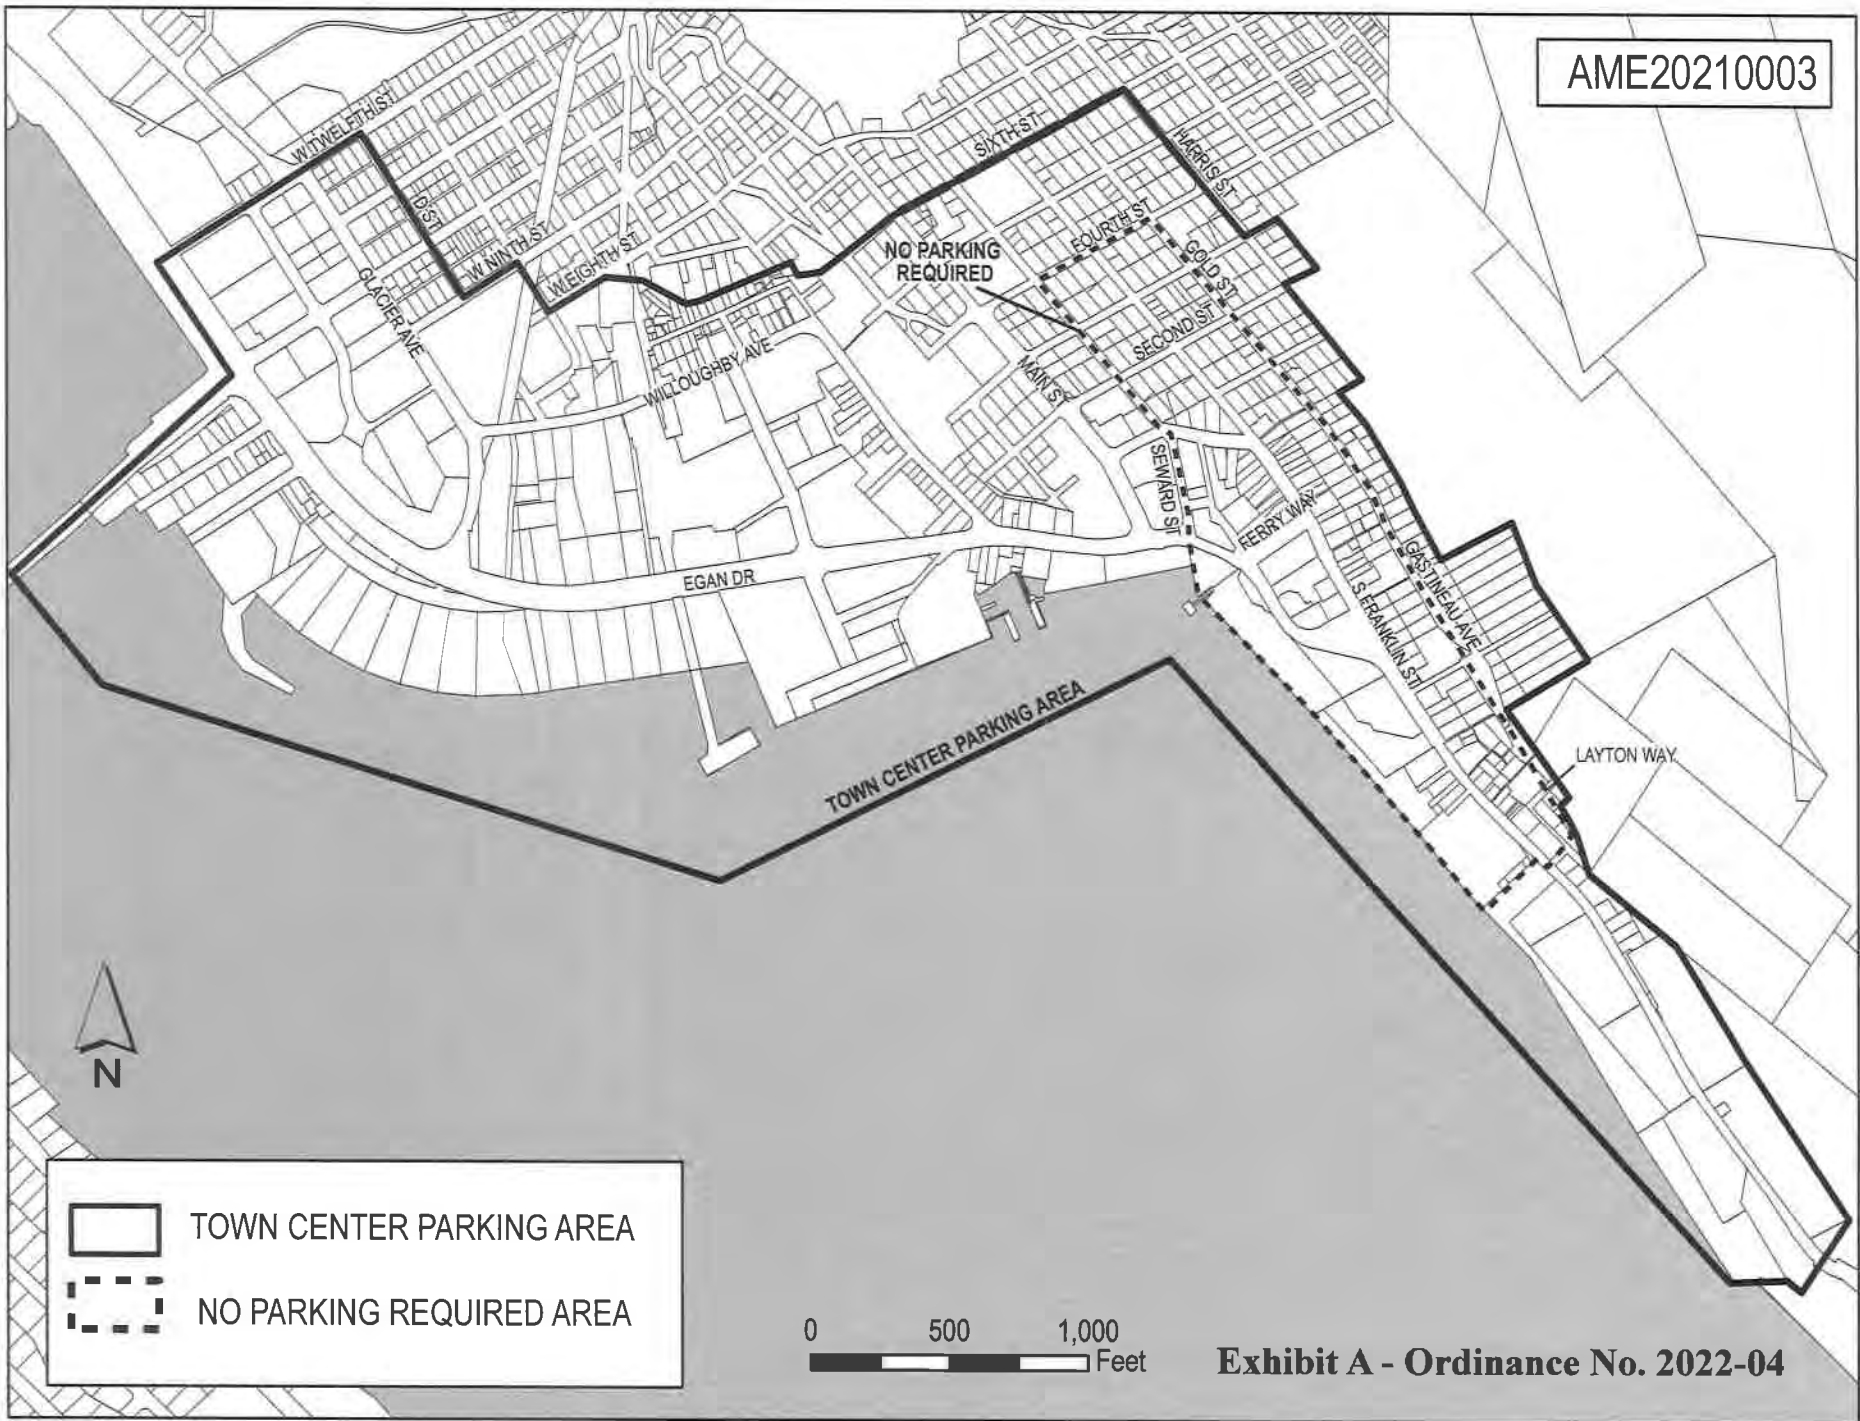 AME20210003
W TWELFTH ST
D ST
W NINTH ST
W EIGHTH ST
GLACIER AVE
WILLOUGHBY AVE
SIXTH ST
HARRIS ST
NO PARKING
REQUIRED
FOURTH ST
GOLD ST
SECOND ST
MAIN ST
SEWARD ST
FERRY WAY
EGAN DR
S FRANKLIN ST
GASTINEAU AVE
LAYTON WAY
TOWN CENTER PARKING AREA
N
TOWN CENTER PARKING AREA
NO PARKING REQUIRED AREA
0 500 1,000
Feet
Exhibit A - Ordinance No. 2022-04